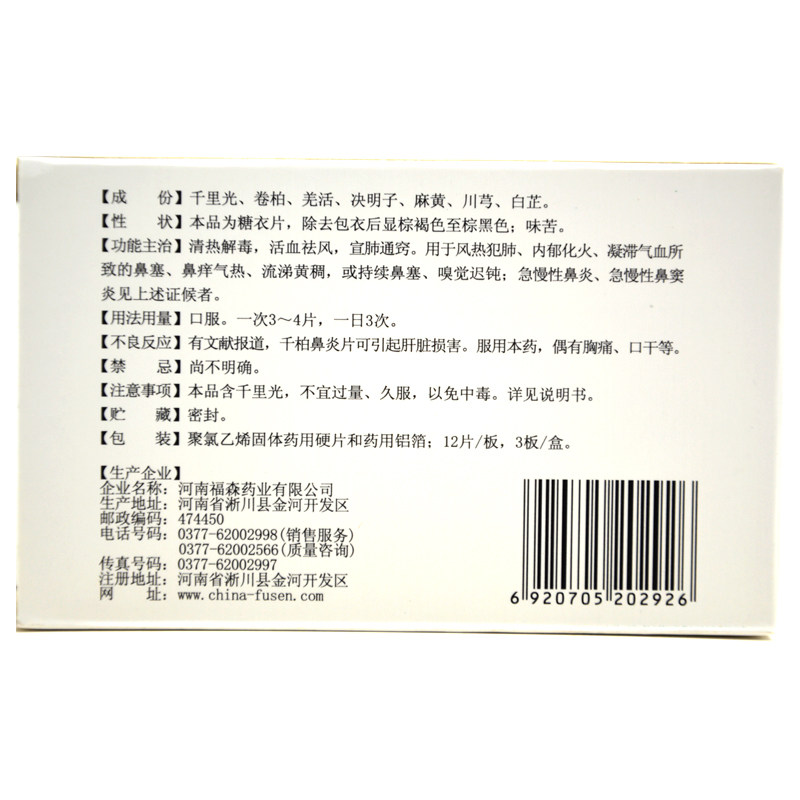 【成　　份】千里光、卷柏、羌活、决明子、麻黄、川芎、白芷。
【性　　状】本品为糖衣片，除去包衣后显棕褐色至棕黑色；味苦。
【功能主治】清热解毒，活血祛风，宣肺通窍。用于风热犯肺、内郁化火、凝滞气血所
致的鼻塞、鼻痒气热、流涕黄稠，或持续鼻塞、嗅觉迟钝；急慢性鼻炎、急慢性鼻窦
炎见上述证候者。
【用法用量】口服。一次3～4片，一日3次。
【不良反应】有文献报道，千柏鼻炎片可引起肝脏损害。服用本药，偶有胸痛、口干等。
【禁　　忌】尚不明确。
【注意事项】本品含千里光，不宜过量、久服，以免中毒。详见说明书。
【贮　　藏】密封。
【包　　装】聚氯乙烯固体药用硬片和药用铝箔；12片/板，3板/盒。
【生产企业】
企业名称：河南福森药业有限公司
生产地址：河南省淅川县金河开发区
邮政编码：474450
电话号码：0377-62002998(销售服务)
0377-62002566(质量咨询)
传真号码：0377-62002997
注册地址：河南省淅川县金河开发区
网　　址：www.china-fusen.com
6 920705 202926